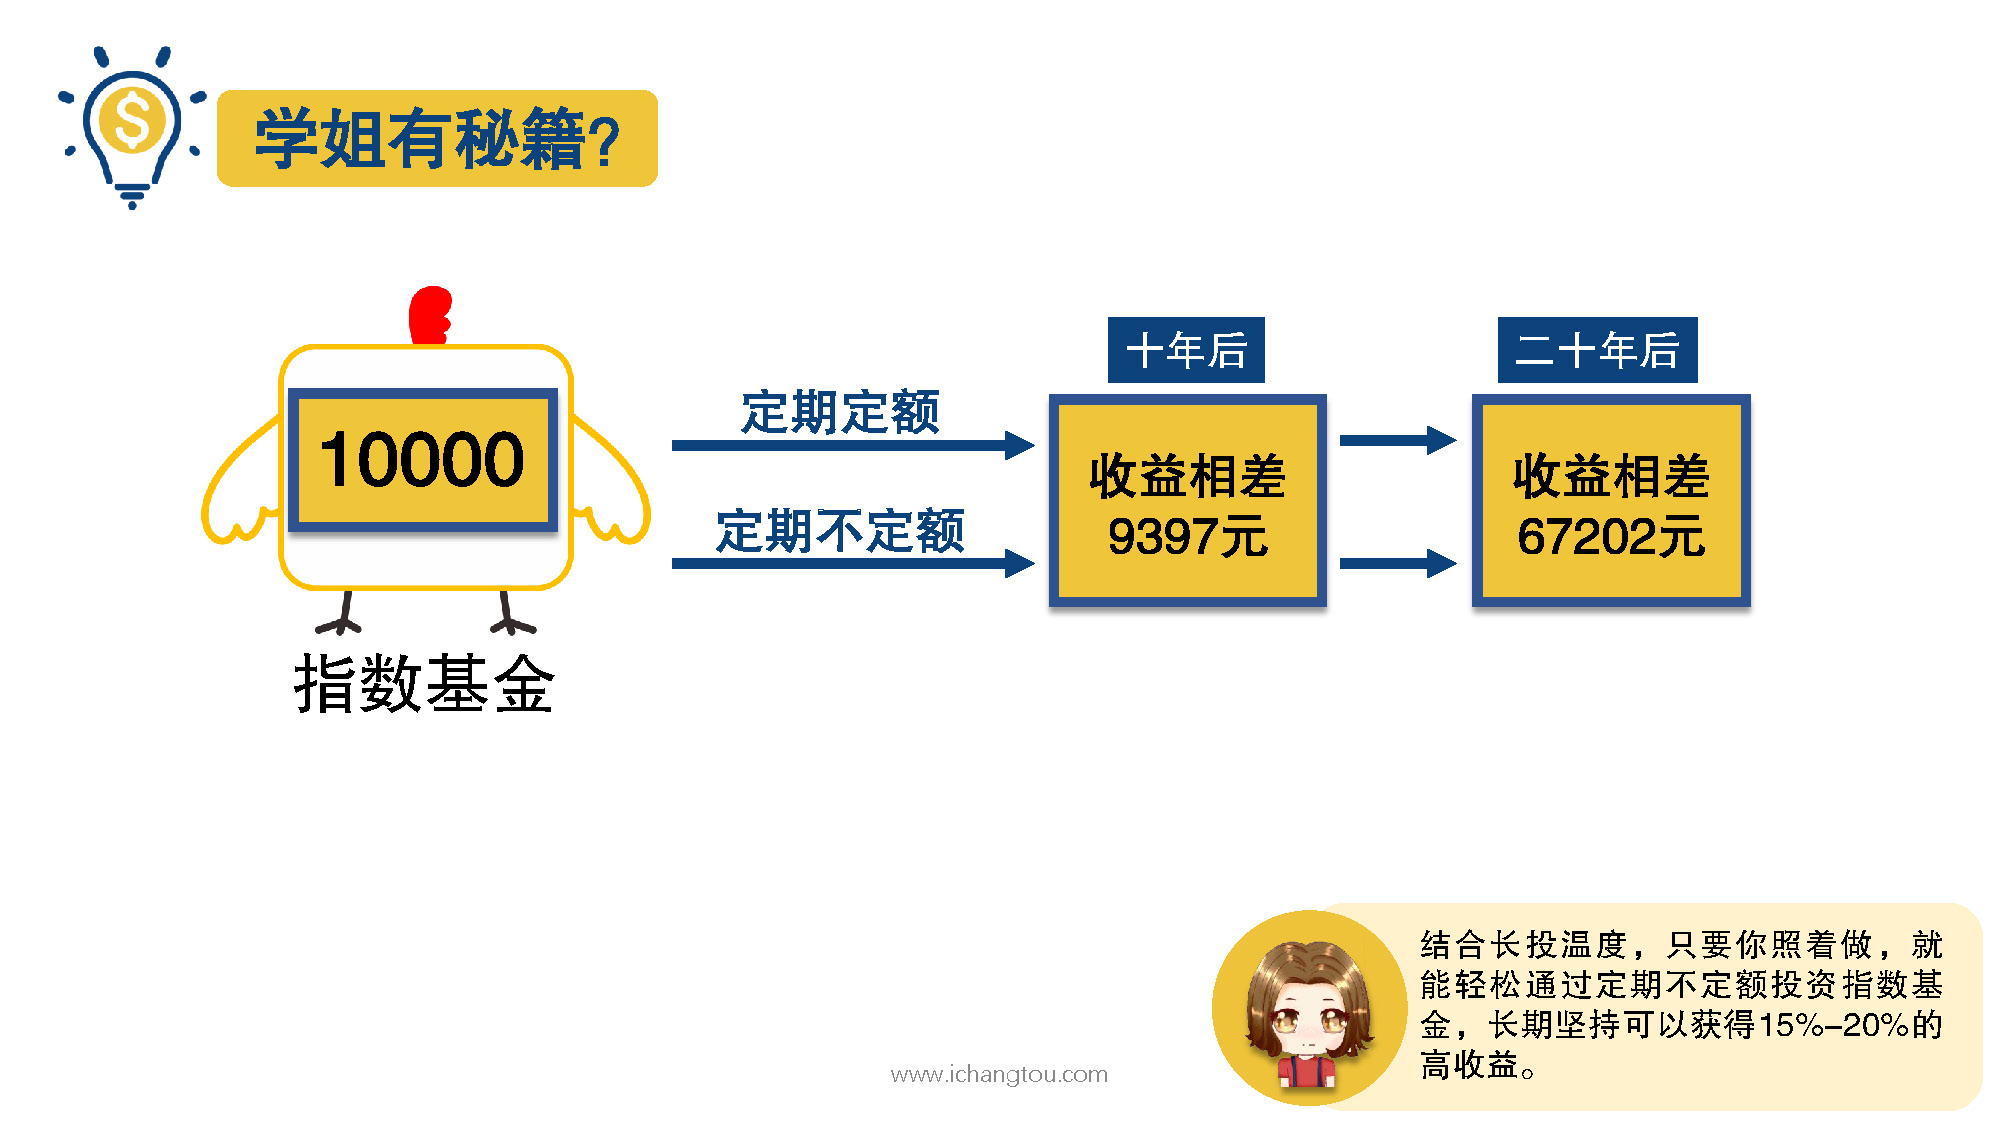 学姐有秘籍?
10000
指数基金
定期定额
定期不定额
十年后
收益相差
9397元
二十年后
收益相差
67202元
结合长投温度，只要你照着做，就
能轻松通过定期不定额投资指数基
金，长期坚持可以获得15%–20%的
高收益。
www.ichangtou.com